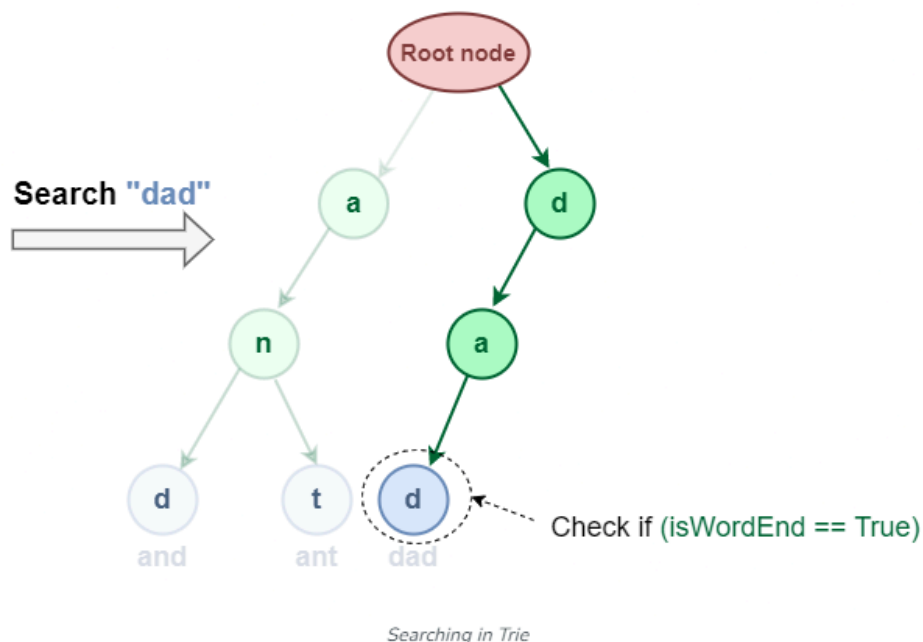 Root node
Search "dad"
a
d
n
a
d
t
d
and
ant
dad
Check if (isWordEnd == True)
Searching in Trie